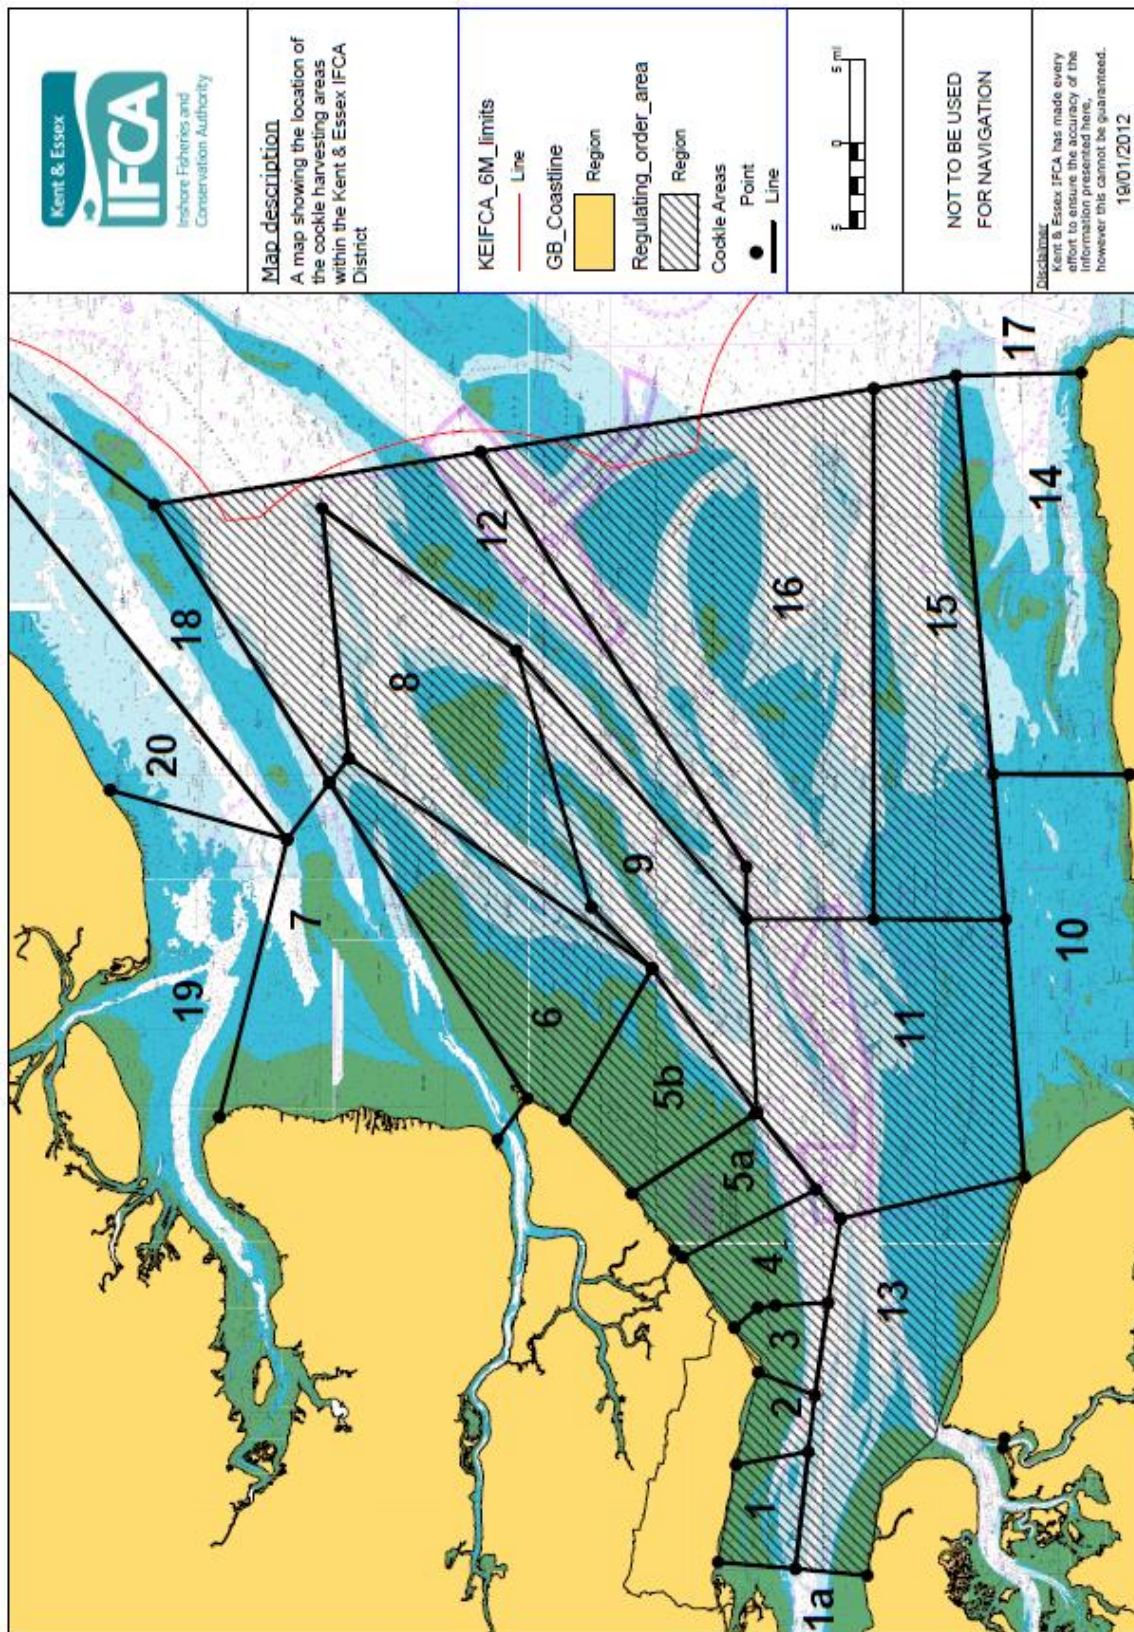 Kent & Essex
IFCA
Inshore Fisheries and
Conservation Authority
Map description
A map showing the location of
the cockle harvesting areas
within the Kent & Essex IFCA
District
KEIFCA_6M_limits
Line
GB_Coastline
Region
Regulating_order_area
Region
Cockle Areas
Point
Line
5 0 5 ml
NOT TO BE USED
FOR NAVIGATION
Disclaimer
Kent & Essex IFCA has made every
effort to ensure the accuracy of the
information presented here,
however this cannot be guaranteed.
19/01/2012
20
18
19
7
8
12
6
9
16
5b
5a
15
17
4
11
14
3
2
13
10
1
1a